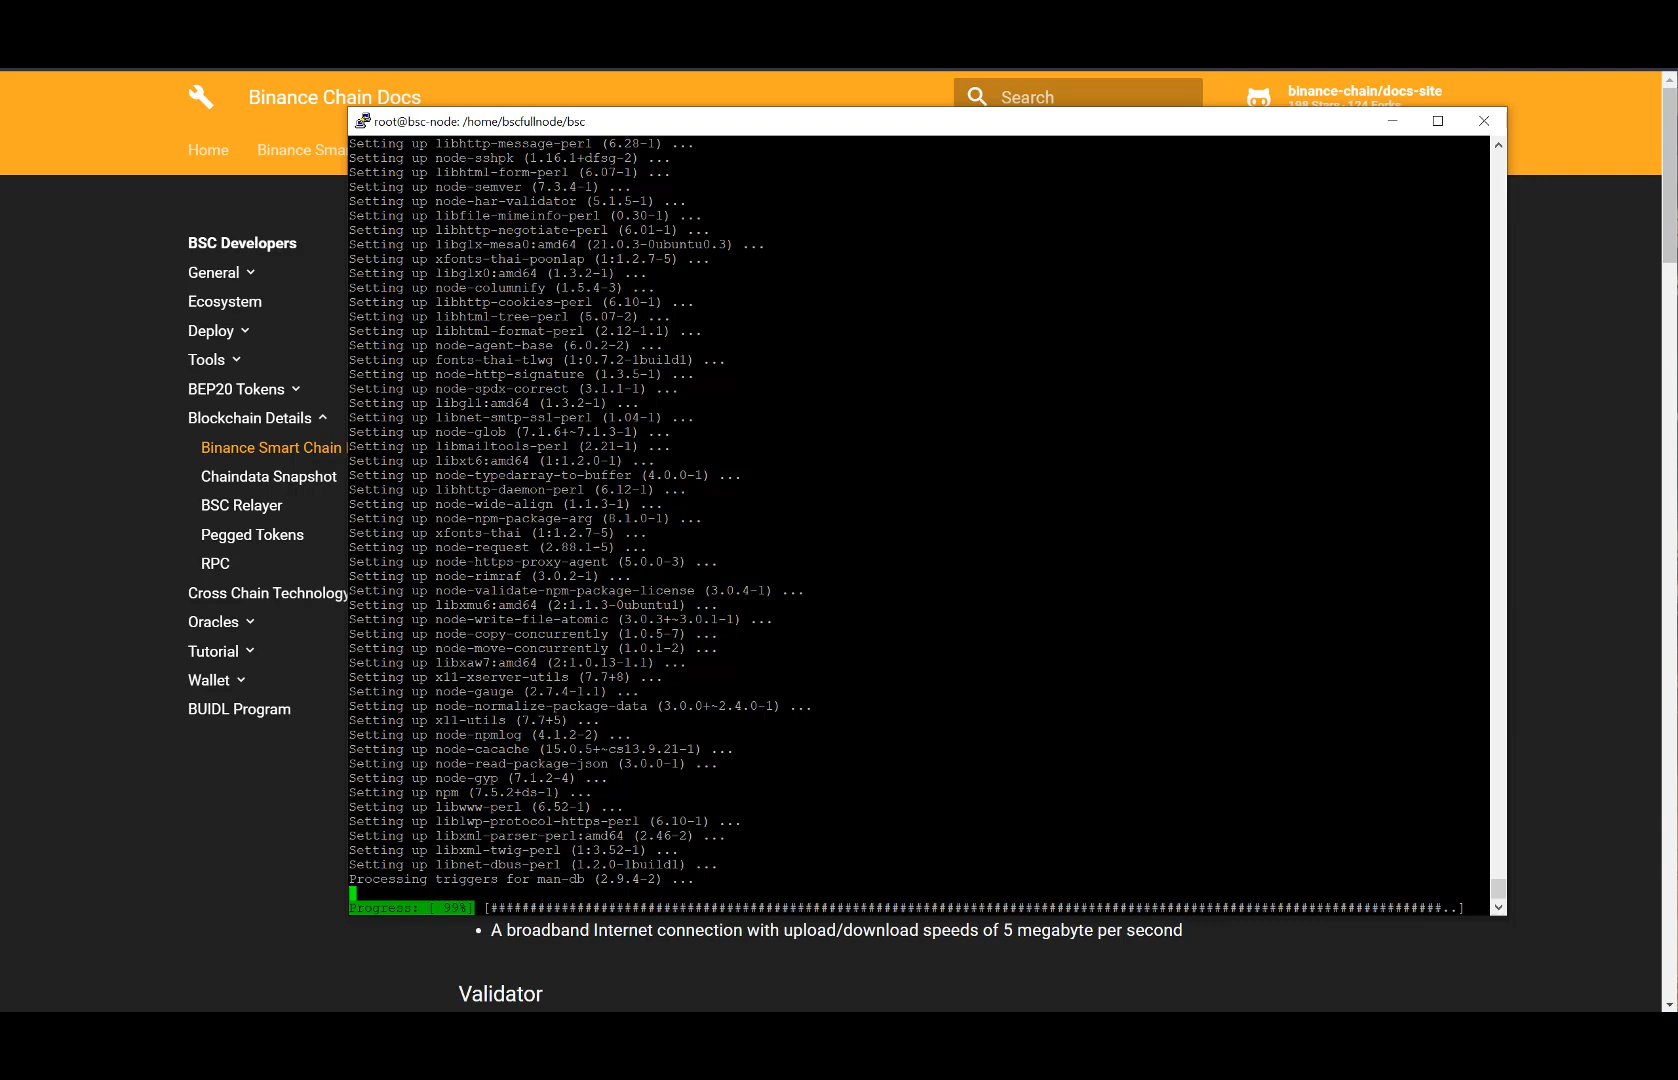 Binance Chain Docs
Search
binance-chain/docs-site
198 Stars · 124 Forks
Home
Binance Sma
root@bsc-node: /home/bscfullnode/bsc
BSC Developers
General
Ecosystem
Deploy
Tools
BEP20 Tokens
Blockchain Details
Binance Smart Chain
Chaindata Snapshot
BSC Relayer
Pegged Tokens
RPC
Cross Chain Technology
Oracles
Tutorial
Wallet
BUIDL Program
Setting up libhttp-message-perl (6.28-1) ...
Setting up node-sshpk (1.16.1+dfsg-2) ...
Setting up libhtml-form-perl (6.07-1) ...
Setting up node-semver (7.3.4-1) ...
Setting up node-har-validator (5.1.5-1) ...
Setting up libfile-mimeinfo-perl (0.30-1) ...
Setting up libhttp-negotiate-perl (6.01-1) ...
Setting up libglx-mesa0:amd64 (21.0.3-0ubuntu0.3) ...
Setting up xfonts-thai-poonlap (1:1.2.7-5) ...
Setting up libglx0:amd64 (1.3.2-1) ...
Setting up node-columnify (1.5.4-3) ...
Setting up libhttp-cookies-perl (6.10-1) ...
Setting up libhtml-tree-perl (5.07-2) ...
Setting up libhtml-format-perl (2.12-1.1) ...
Setting up node-agent-base (6.0.2-2) ...
Setting up fonts-thai-tlwg (1:0.7.2-1build1) ...
Setting up node-http-signature (1.3.5-1) ...
Setting up node-spdx-correct (3.1.1-1) ...
Setting up libgl1:amd64 (1.3.2-1) ...
Setting up libnet-smtp-ssl-perl (1.04-1) ...
Setting up node-glob (7.1.6+~7.1.3-1) ...
Setting up libmailtools-perl (2.21-1) ...
Setting up libxt6:amd64 (1:1.2.0-1) ...
Setting up node-typedarray-to-buffer (4.0.0-1) ...
Setting up libhttp-daemon-perl (6.12-1) ...
Setting up node-wide-align (1.1.3-1) ...
Setting up node-npm-package-arg (8.1.0-1) ...
Setting up xfonts-thai (1:1.2.7-5) ...
Setting up node-request (2.88.1-5) ...
Setting up node-https-proxy-agent (5.0.0-3) ...
Setting up node-rimraf (3.0.2-1) ...
Setting up node-validate-npm-package-license (3.0.4-1) ...
Setting up libxmu6:amd64 (2:1.1.3-0ubuntu1) ...
Setting up node-write-file-atomic (3.0.3+~3.0.1-1) ...
Setting up node-copy-concurrently (1.0.5-7) ...
Setting up node-move-concurrently (1.0.1-2) ...
Setting up libxaw7:amd64 (2:1.0.13-1.1) ...
Setting up x11-xserver-utils (7.7+8) ...
Setting up node-gauge (2.7.4-1.1) ...
Setting up node-normalize-package-data (3.0.0+~2.4.0-1) ...
Setting up x11-utils (7.7+5) ...
Setting up node-npmlog (4.1.2-2) ...
Setting up node-cacache (15.0.5+~cs13.9.21-1) ...
Setting up node-read-package-json (3.0.0-1) ...
Setting up node-gyp (7.1.2-4) ...
Setting up npm (7.5.2+ds-1) ...
Setting up libwww-perl (6.52-1) ...
Setting up liblwp-protocol-https-perl (6.10-1) ...
Setting up libxml-parser-perl:amd64 (2.46-2) ...
Setting up libxml-twig-perl (1:3.52-1) ...
Setting up libnet-dbus-perl (1.2.0-1build1) ...
Processing triggers for man-db (2.9.4-2) ...
Progress: [ 99%] [##########################################################################################################################..]
• A broadband Internet connection with upload/download speeds of 5 megabyte per second
Validator